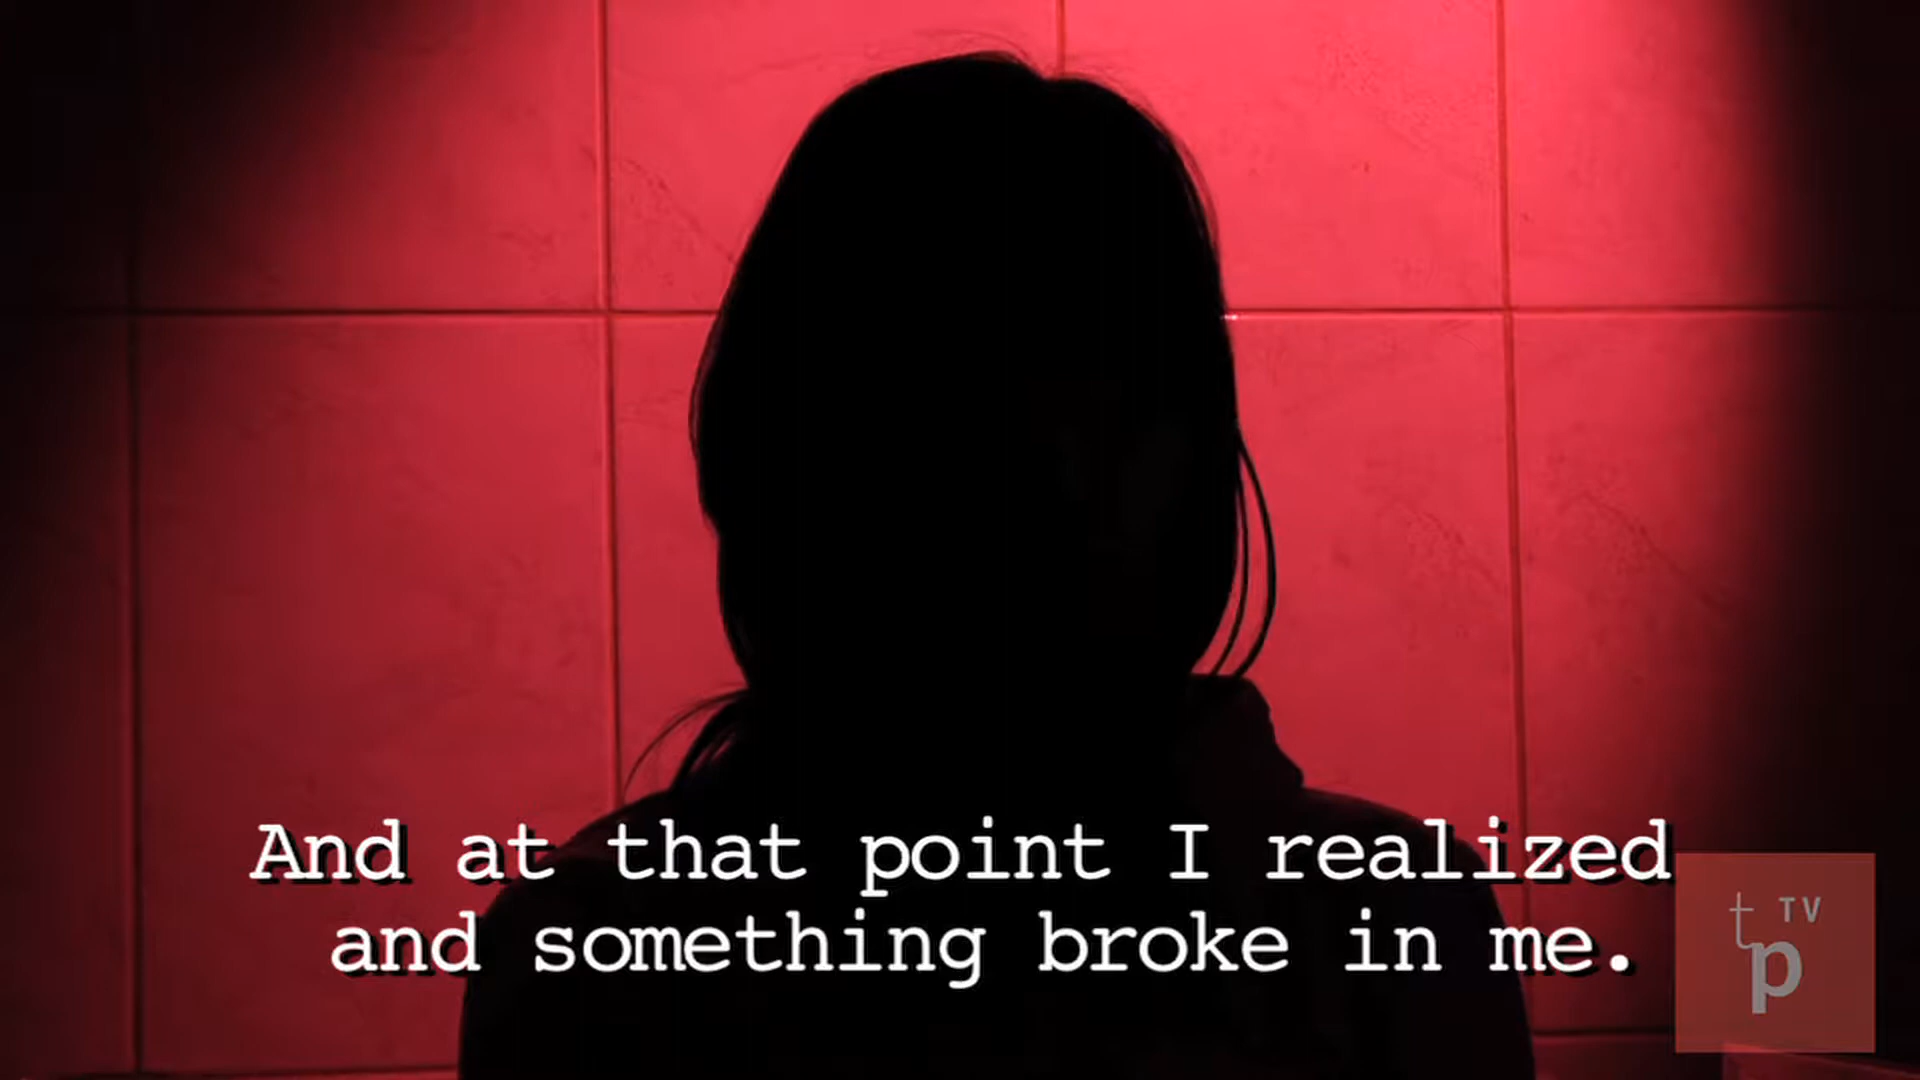 And at that point I realized
and something broke in me.
TV
tp